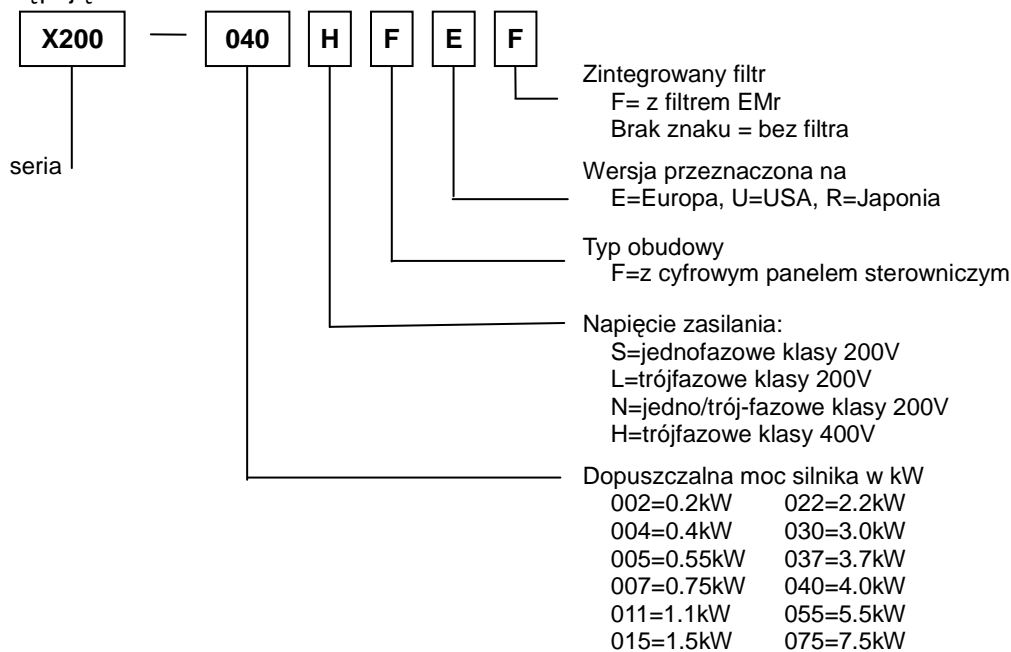 X200 — 040 H F E F
Zintegrowany filtr
F= z filtrem EMr
Brak znaku = bez filtra
seria
Wersja przeznaczona na
E=Europa, U=USA, R=Japonia
Typ obudowy
F=z cyfrowym panelem sterowniczym
Napięcie zasilania:
S=jednofazowe klasy 200V
L=trójfazowe klasy 200V
N=jedno/trój-fazowe klasy 200V
H=trójfazowe klasy 400V
Dopuszczalna moc silnika w kW
002=0.2kW 022=2.2kW
004=0.4kW 030=3.0kW
005=0.55kW 037=3.7kW
007=0.75kW 040=4.0kW
011=1.1kW 055=5.5kW
015=1.5kW 075=7.5kW